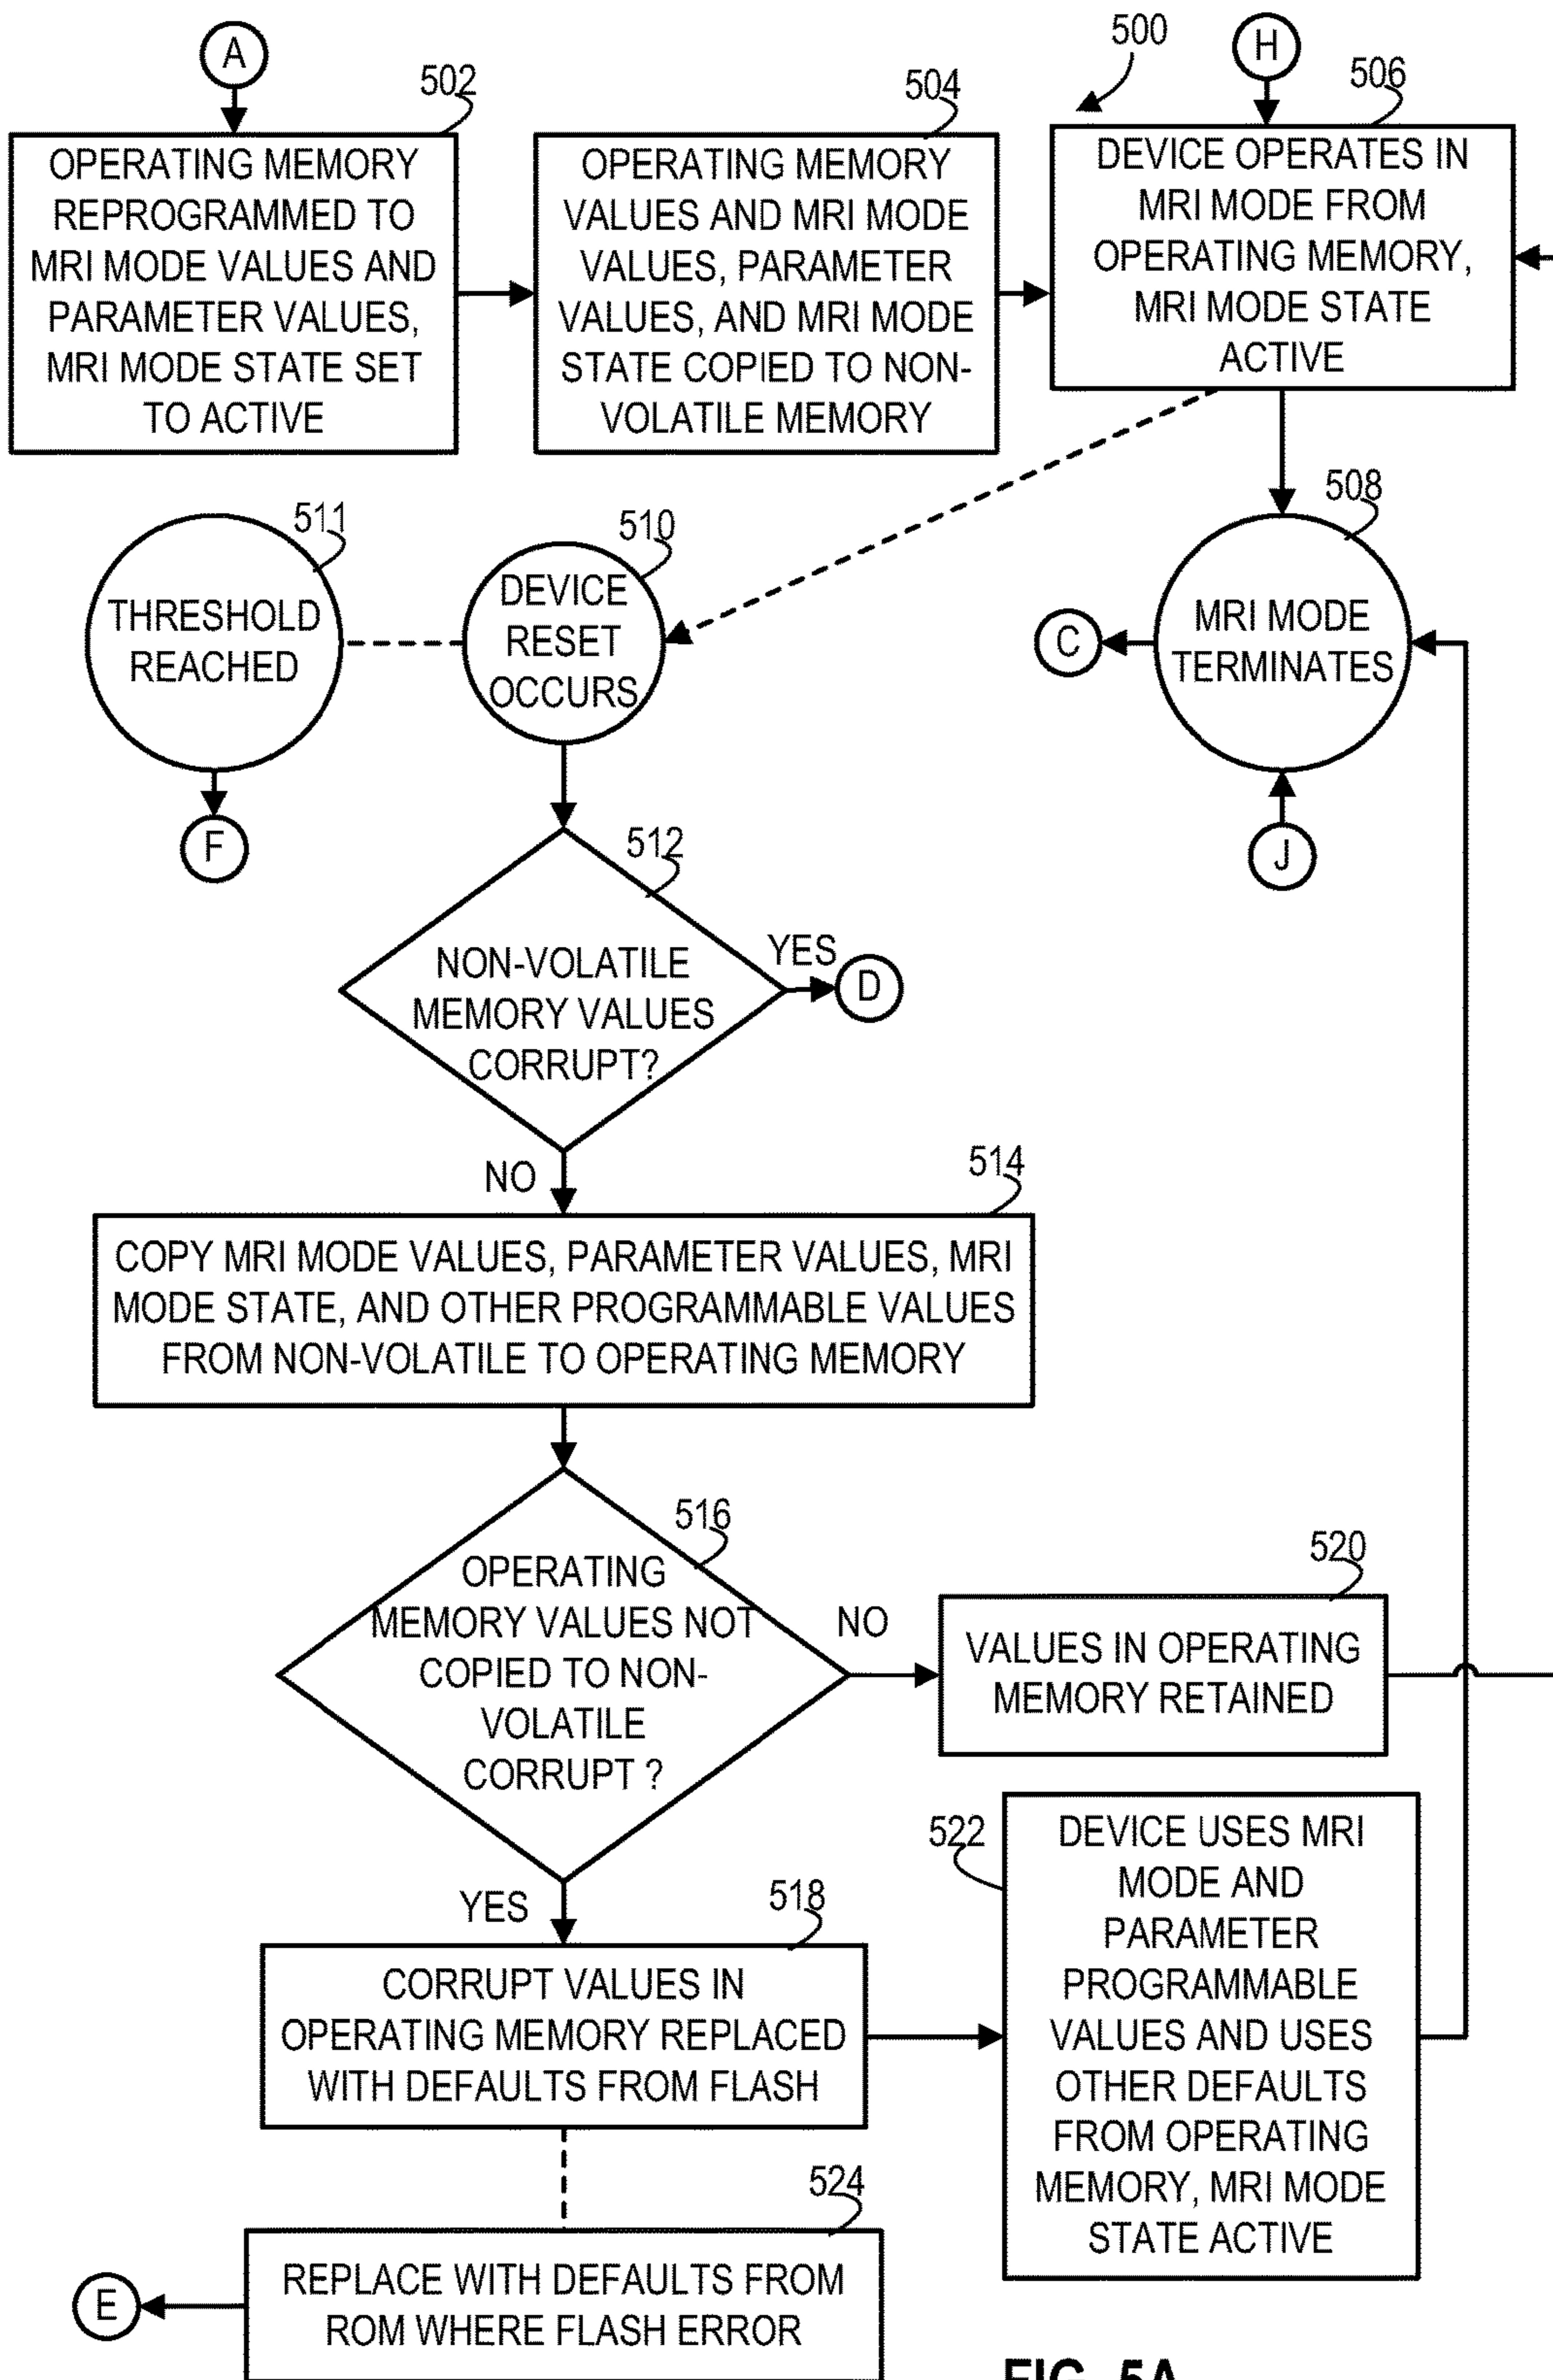 A
502
OPERATING MEMORY
REPROGRAMMED TO
MRI MODE VALUES AND
PARAMETER VALUES,
MRI MODE STATE SET
TO ACTIVE
504
OPERATING MEMORY
VALUES AND MRI MODE
VALUES, PARAMETER
VALUES, AND MRI MODE
STATE COPIED TO NON-
VOLATILE MEMORY
500
H
506
DEVICE OPERATES IN
MRI MODE FROM
OPERATING MEMORY,
MRI MODE STATE
ACTIVE
511
THRESHOLD
REACHED
F
510
DEVICE
RESET
OCCURS
508
MRI MODE
TERMINATES
C
J
512
NON-VOLATILE
MEMORY VALUES
CORRUPT?
YES
D
NO
514
COPY MRI MODE VALUES, PARAMETER VALUES, MRI
MODE STATE, AND OTHER PROGRAMMABLE VALUES
FROM NON-VOLATILE TO OPERATING MEMORY
516
OPERATING
MEMORY VALUES NOT
COPIED TO NON-
VOLATILE
CORRUPT ?
NO
520
VALUES IN OPERATING
MEMORY RETAINED
YES
518
CORRUPT VALUES IN
OPERATING MEMORY REPLACED
WITH DEFAULTS FROM FLASH
522
DEVICE USES MRI
MODE AND
PARAMETER
PROGRAMMABLE
VALUES AND USES
OTHER DEFAULTS
FROM OPERATING
MEMORY, MRI MODE
STATE ACTIVE
524
REPLACE WITH DEFAULTS FROM
ROM WHERE FLASH ERROR
E
FIG. 5A